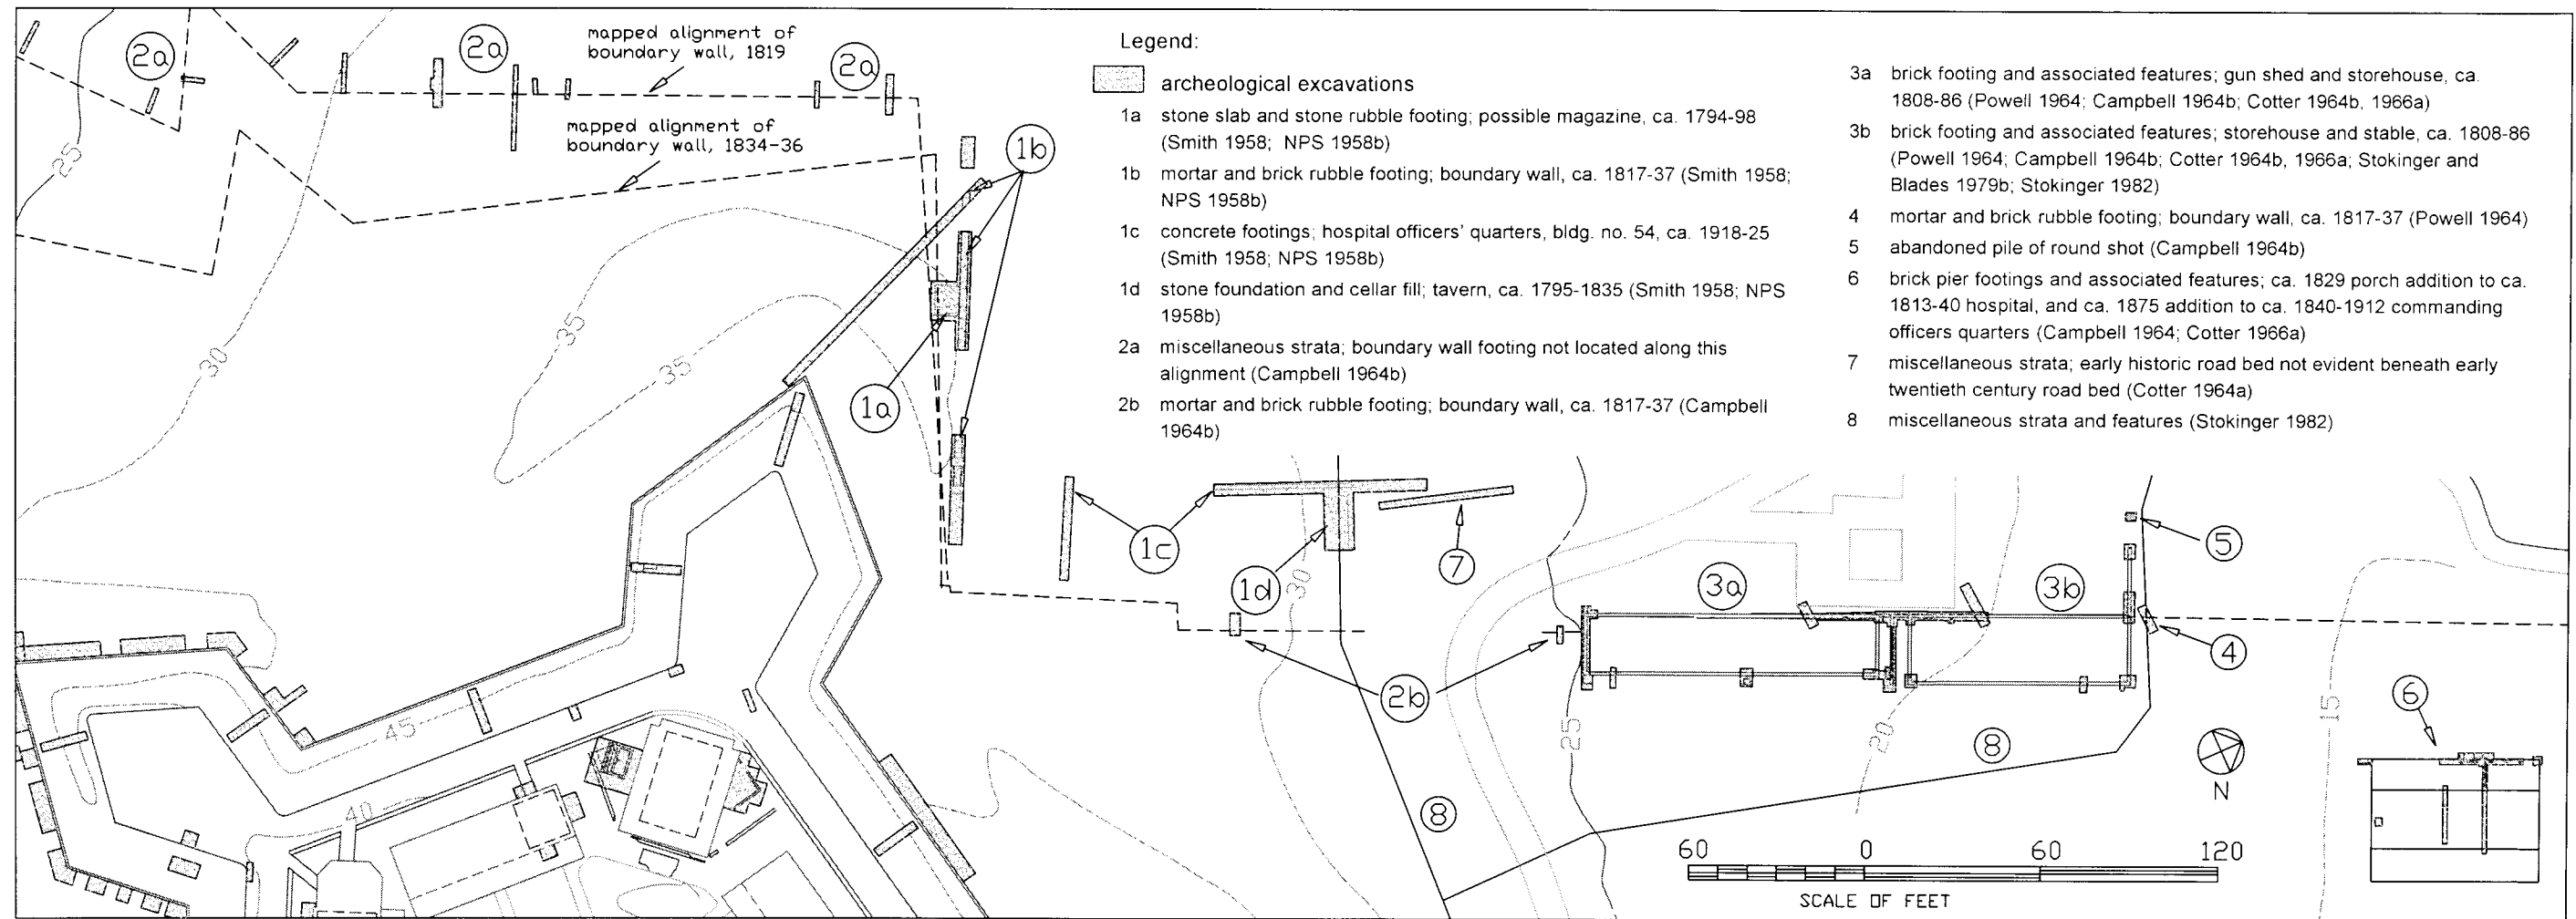 mapped alignment of
boundary wall, 1819
mapped alignment of
boundary wall, 1834-36
2a
2a
2a
1b
1a
1c
1d
7
2b
3a
3b
5
4
6
8
8
25
30
35
35
45
40
30
25
20
15
Legend:
archeological excavations
1a stone slab and stone rubble footing; possible magazine, ca. 1794-98
(Smith 1958; NPS 1958b)
1b mortar and brick rubble footing; boundary wall, ca. 1817-37 (Smith 1958;
NPS 1958b)
1c concrete footings; hospital officers' quarters, bldg. no. 54, ca. 1918-25
(Smith 1958; NPS 1958b)
1d stone foundation and cellar fill; tavern, ca. 1795-1835 (Smith 1958; NPS
1958b)
2a miscellaneous strata; boundary wall footing not located along this
alignment (Campbell 1964b)
2b mortar and brick rubble footing; boundary wall, ca. 1817-37 (Campbell
1964b)
3a brick footing and associated features; gun shed and storehouse, ca.
1808-86 (Powell 1964; Campbell 1964b; Cotter 1964b, 1966a)
3b brick footing and associated features; storehouse and stable, ca. 1808-86
(Powell 1964; Campbell 1964b; Cotter 1964b, 1966a; Stokinger and
Blades 1979b; Stokinger 1982)
4 mortar and brick rubble footing; boundary wall, ca. 1817-37 (Powell 1964)
5 abandoned pile of round shot (Campbell 1964b)
6 brick pier footings and associated features; ca. 1829 porch addition to ca.
1813-40 hospital, and ca. 1875 addition to ca. 1840-1912 commanding
officers quarters (Campbell 1964; Cotter 1966a)
7 miscellaneous strata; early historic road bed not evident beneath early
twentieth century road bed (Cotter 1964a)
8 miscellaneous strata and features (Stokinger 1982)
N
60 0 60 120
SCALE OF FEET